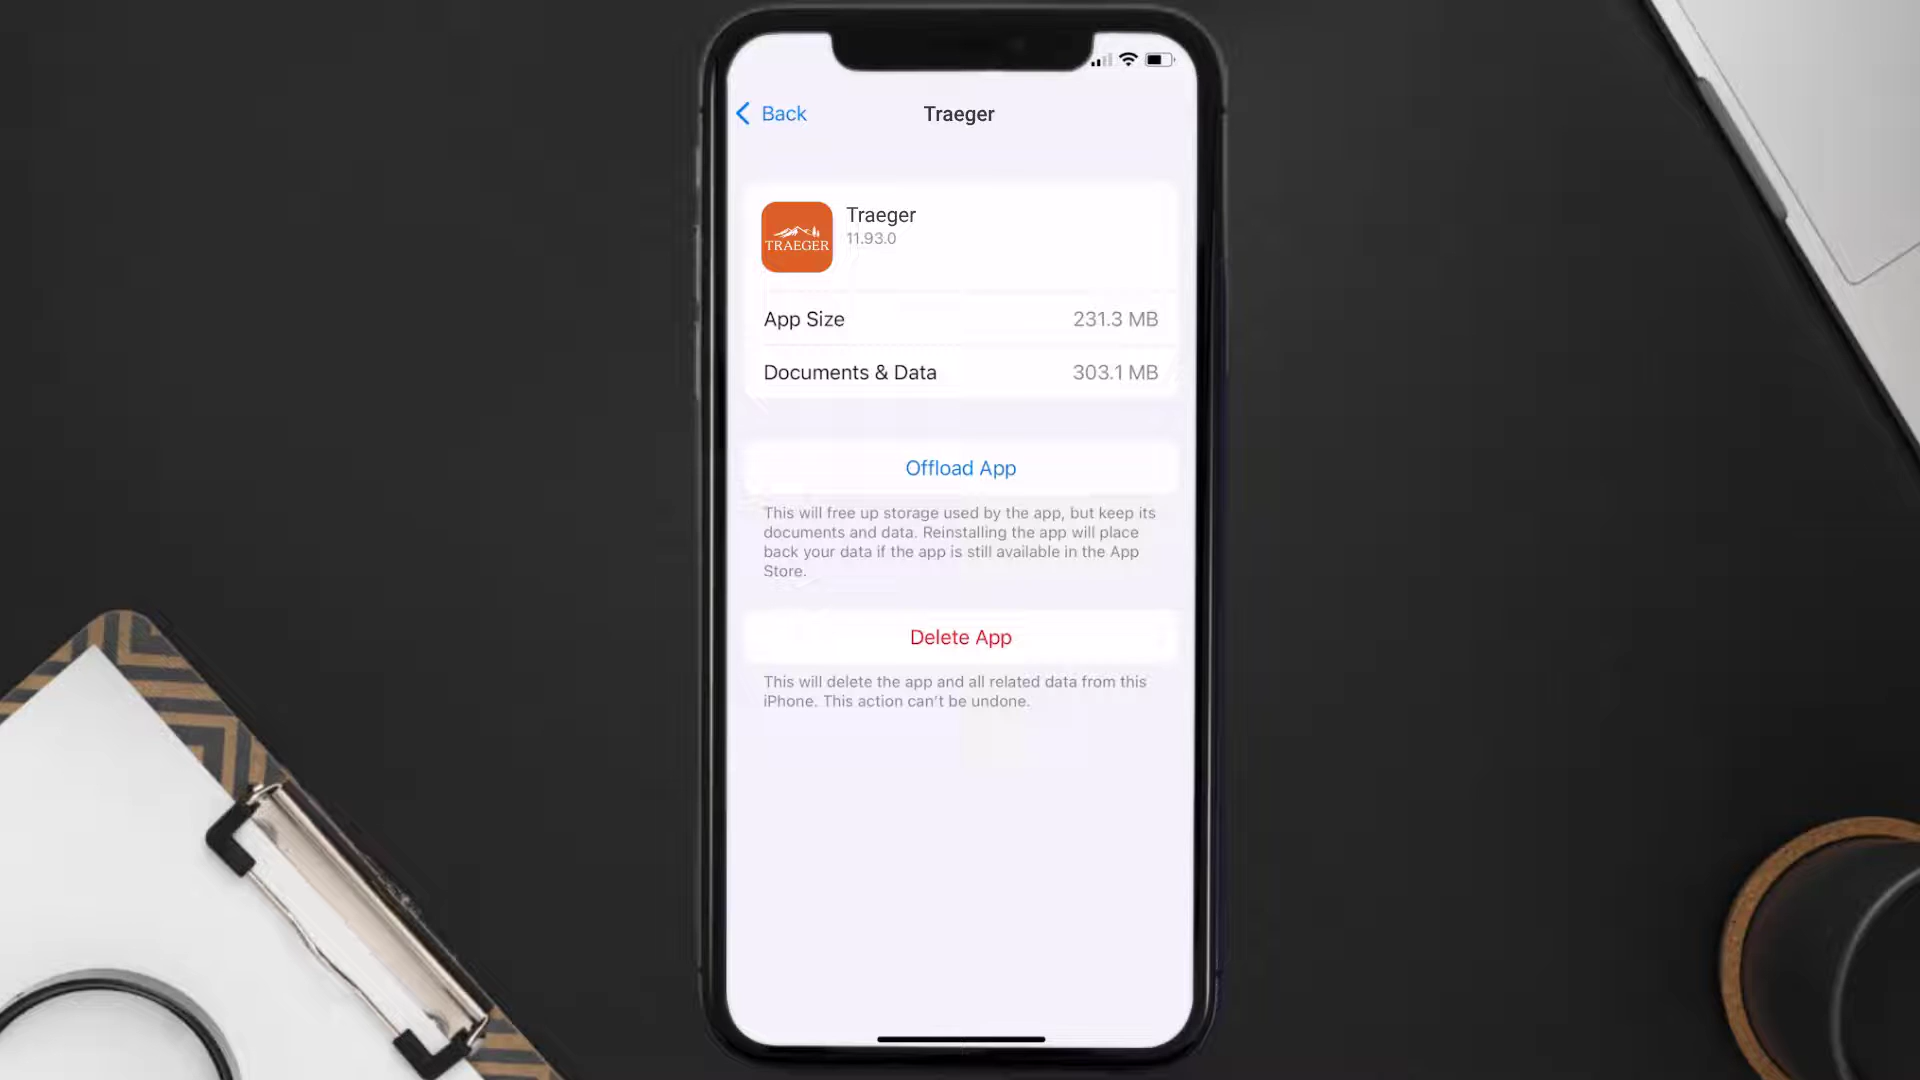 Back
Traeger
TRAEGER
Traeger
11.93.0
App Size 231.3 MB
Documents & Data 303.1 MB
Offload App
This will free up storage used by the app, but keep its
documents and data. Reinstalling the app will place
back your data if the app is still available in the App
Store.
Delete App
This will delete the app and all related data from this
iPhone. This action can't be undone.